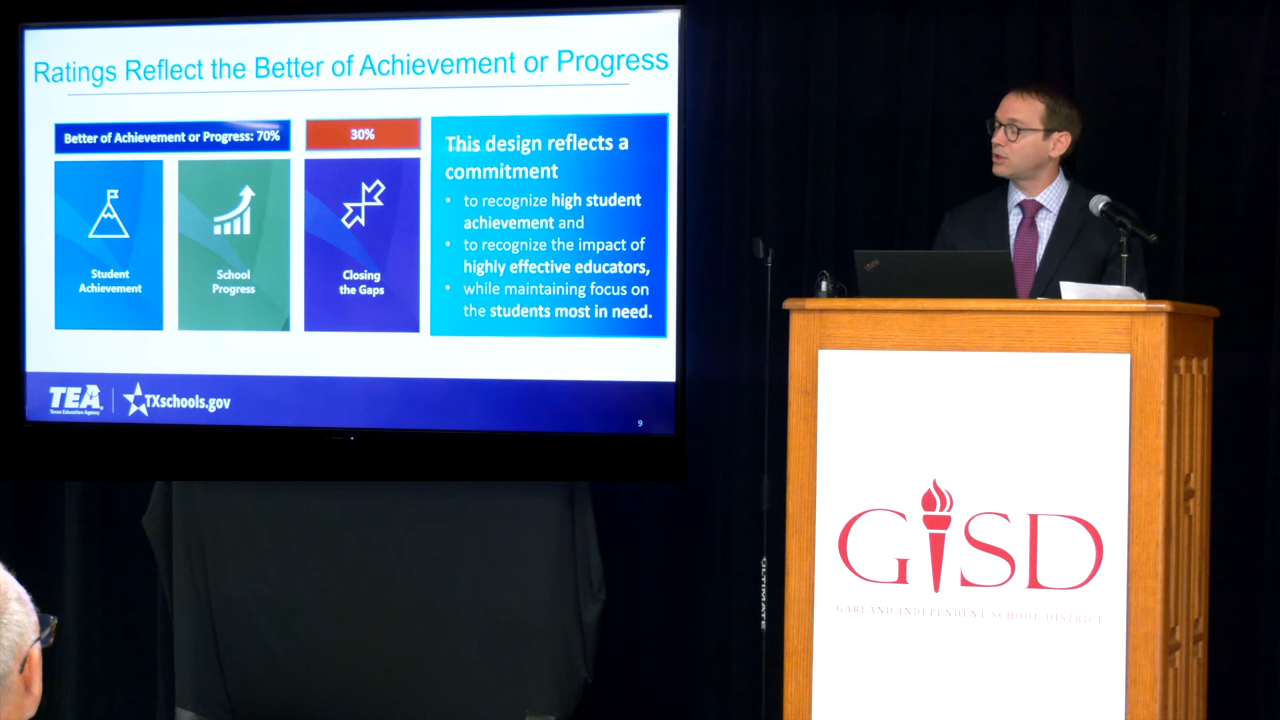 Ratings Reflect the Better of Achievement or Progress
Better of Achievement or Progress: 70%
30%
Student
Achievement
School
Progress
Closing
the Gaps
This design reflects a
commitment
• to recognize high student
achievement and
• to recognize the impact of
highly effective educators,
• while maintaining focus on
the students most in need.
TEA
Texas Education Agency
TXschools.gov
9
GISD
GARLAND INDEPENDENT SCHOOL DISTRICT
ULTIMATE